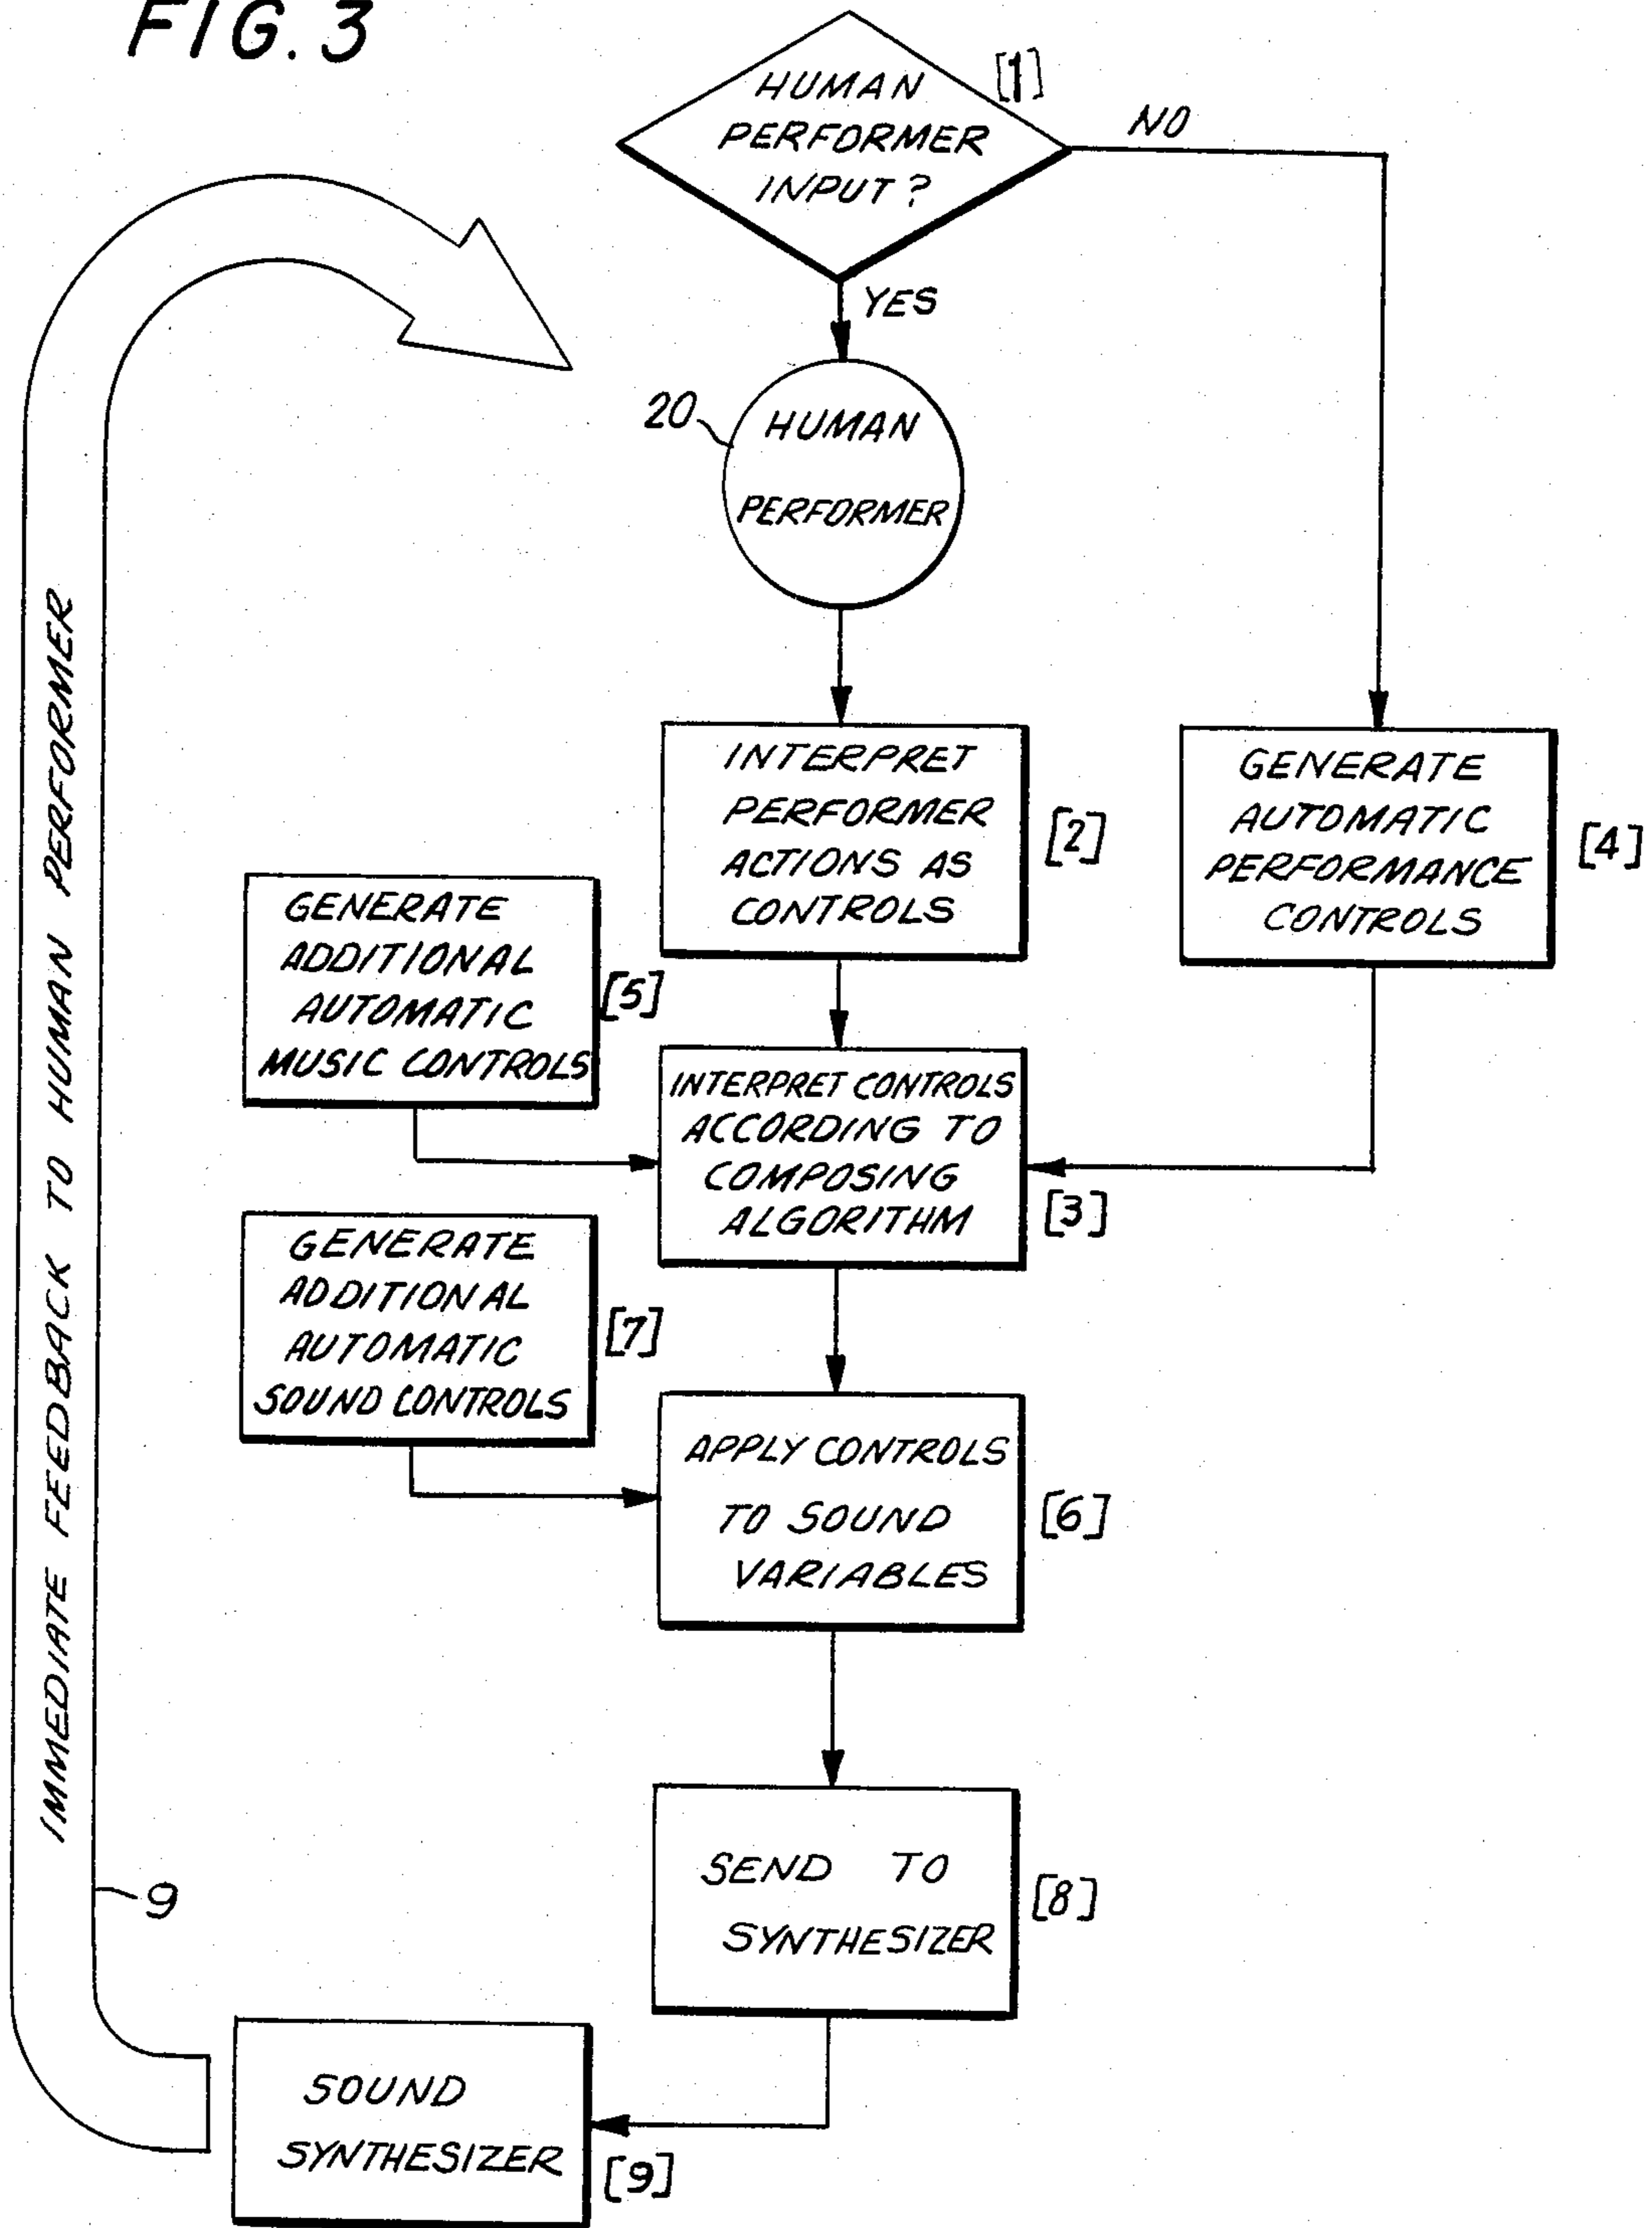 FIG. 3
HUMAN
PERFORMER
INPUT?
[1]
NO
YES
20
HUMAN
PERFORMER
INTERPRET
PERFORMER
ACTIONS AS
CONTROLS
[2]
GENERATE
AUTOMATIC
PERFORMANCE
CONTROLS
[4]
GENERATE
ADDITIONAL
AUTOMATIC
MUSIC CONTROLS
[5]
INTERPRET CONTROLS
ACCORDING TO
COMPOSING
ALGORITHM
[3]
GENERATE
ADDITIONAL
AUTOMATIC
SOUND CONTROLS
[7]
APPLY CONTROLS
TO SOUND
VARIABLES
[6]
SEND TO
SYNTHESIZER
[8]
SOUND
SYNTHESIZER
[9]
IMMEDIATE FEEDBACK TO HUMAN PERFORMER
9